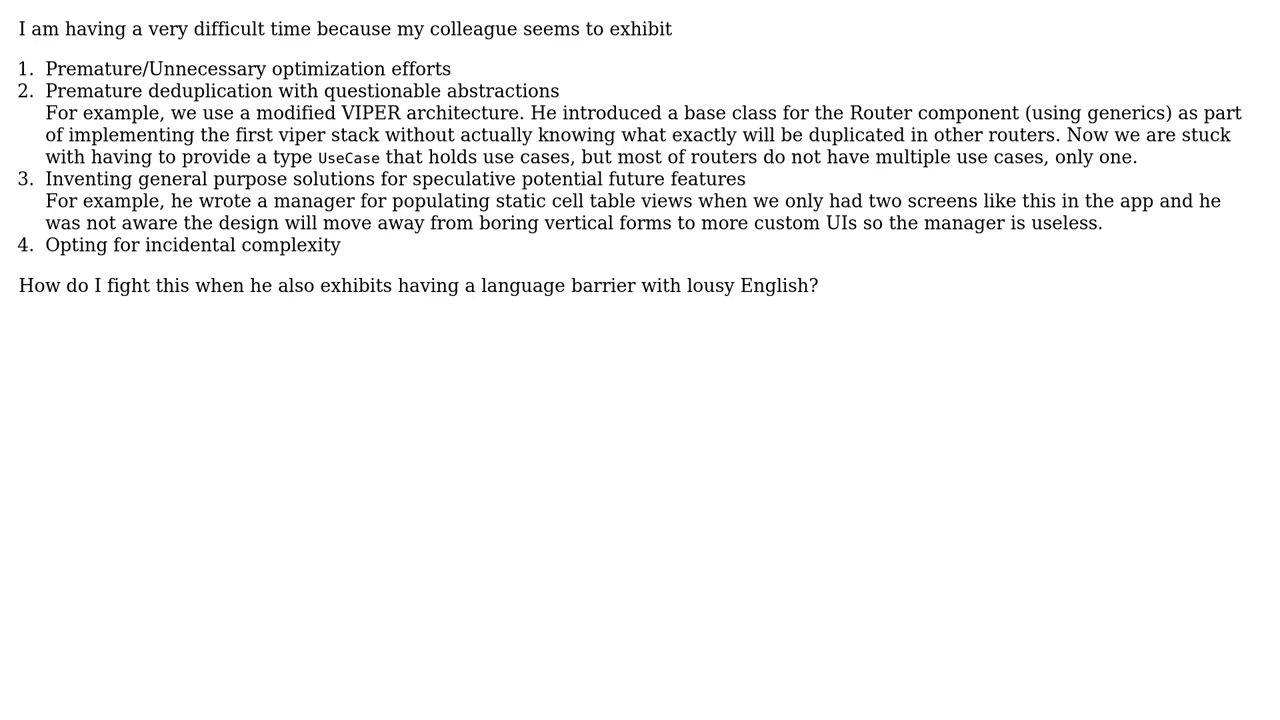 I am having a very difficult time because my colleague seems to exhibit
1. Premature/Unnecessary optimization efforts
2. Premature deduplication with questionable abstractions
For example, we use a modified VIPER architecture. He introduced a base class for the Router component (using generics) as part
of implementing the first viper stack without actually knowing what exactly will be duplicated in other routers. Now we are stuck
with having to provide a type UseCase that holds use cases, but most of routers do not have multiple use cases, only one.
3. Inventing general purpose solutions for speculative potential future features
For example, he wrote a manager for populating static cell table views when we only had two screens like this in the app and he
was not aware the design will move away from boring vertical forms to more custom UIs so the manager is useless.
4. Opting for incidental complexity
How do I fight this when he also exhibits having a language barrier with lousy English?